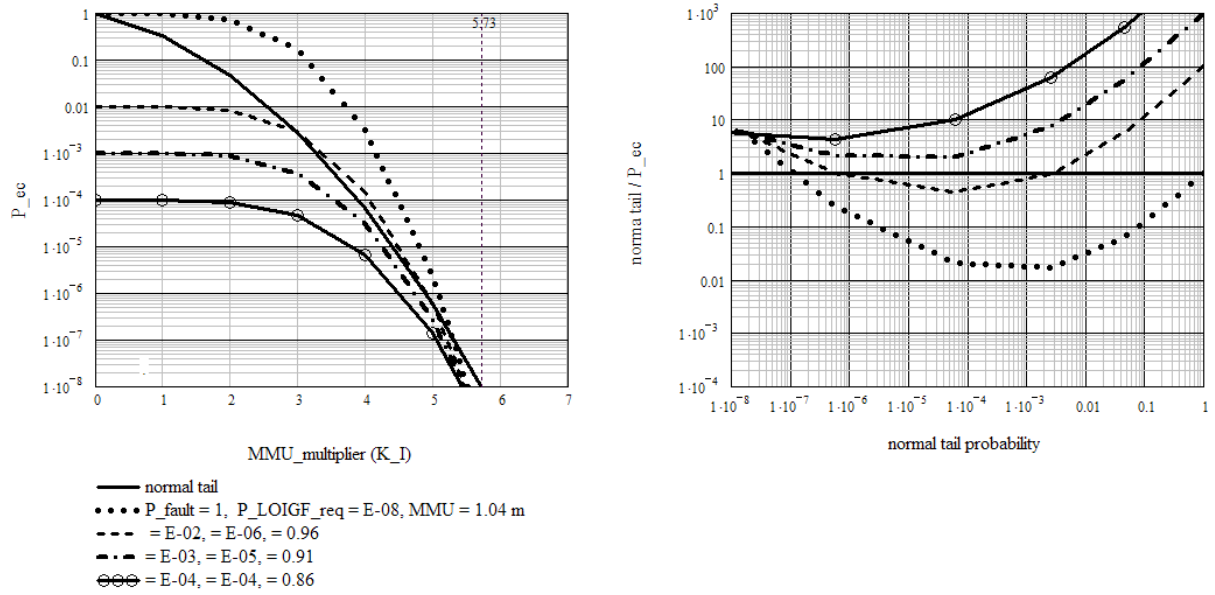 5.73
1
0.1
0.01
1·10⁻³
1·10⁻⁴
1·10⁻⁵
1·10⁻⁶
1·10⁻⁷
1·10⁻⁸
P_ec
0 1 2 3 4 5 6 7
MMU_multiplier (K_I)
normal tail
P_fault = 1, P_LOIGF_req = E-08, MMU = 1.04 m
= E-02, = E-06, = 0.96
= E-03, = E-05, = 0.91
= E-04, = E-04, = 0.86
1·10³
100
10
1
0.1
0.01
1·10⁻³
1·10⁻⁴
norma tail / P_ec
1·10⁻⁸ 1·10⁻⁷ 1·10⁻⁶ 1·10⁻⁵ 1·10⁻⁴ 1·10⁻³ 0.01 0.1 1
normal tail probability